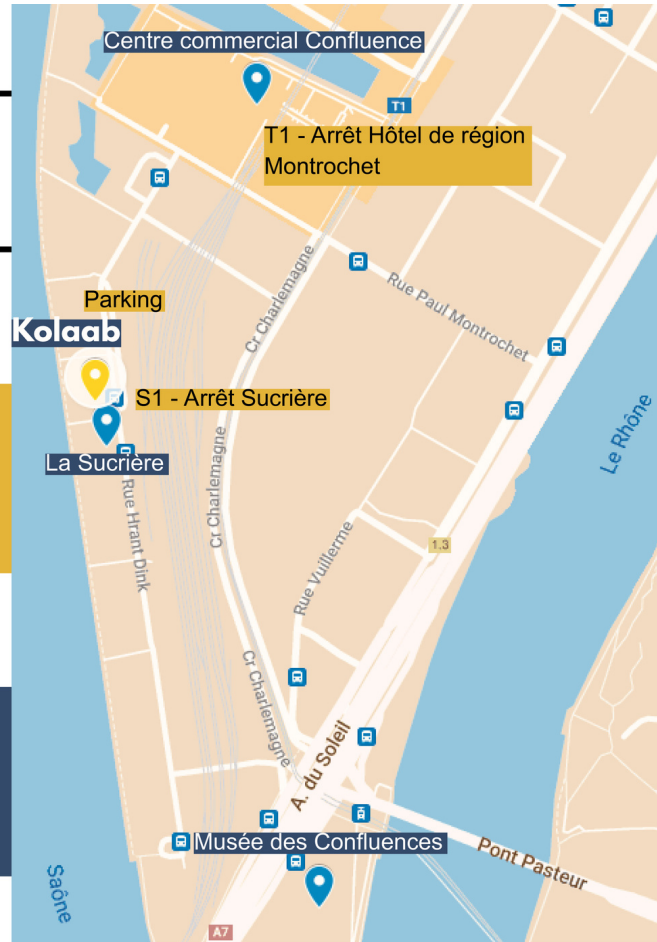 Centre commercial Confluence
T1
T1 - Arrêt Hôtel de région
Montrochet
Cr Charlemagne
Rue Paul Montrochet
Parking
Kolaab
S1 - Arrêt Sucrière
Le Rhône
La Sucrière
Cr Charlemagne
Rue Hrant Dink
1.3
Rue Vuillerme
Cr Charlemagne
A. du Soleil
Musée des Confluences
Pont Pasteur
Saône
A7